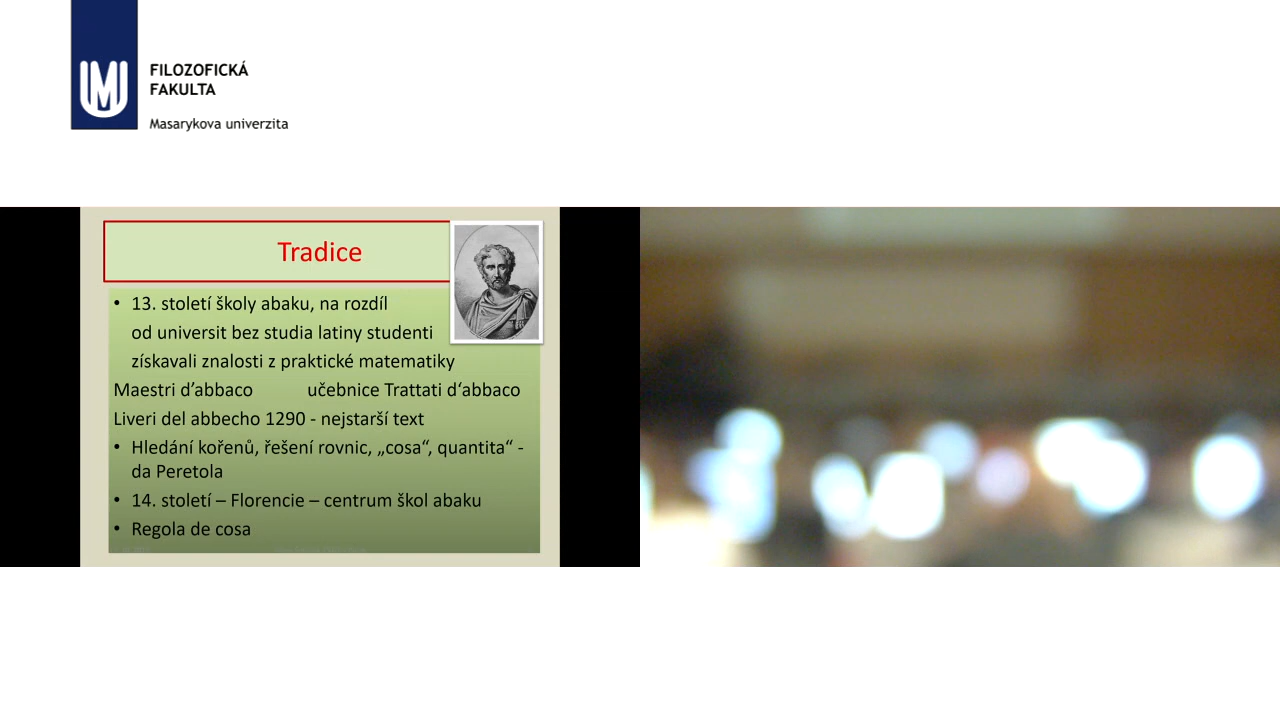 FILOZOFICKÁ
FAKULTA
Masarykova univerzita
Tradice
• 13. století školy abaku, na rozdíl
od universit bez studia latiny studenti
získavali znalosti z praktické matematiky
Maestri d’abbaco učebnice Trattati d‘abbaco
Liveri del abbecho 1290 - nejstarší text
• Hledání kořenů, řešení rovnic, „cosa“, quantita“ -
da Peretola
• 14. století – Florencie – centrum škol abaku
• Regola de cosa